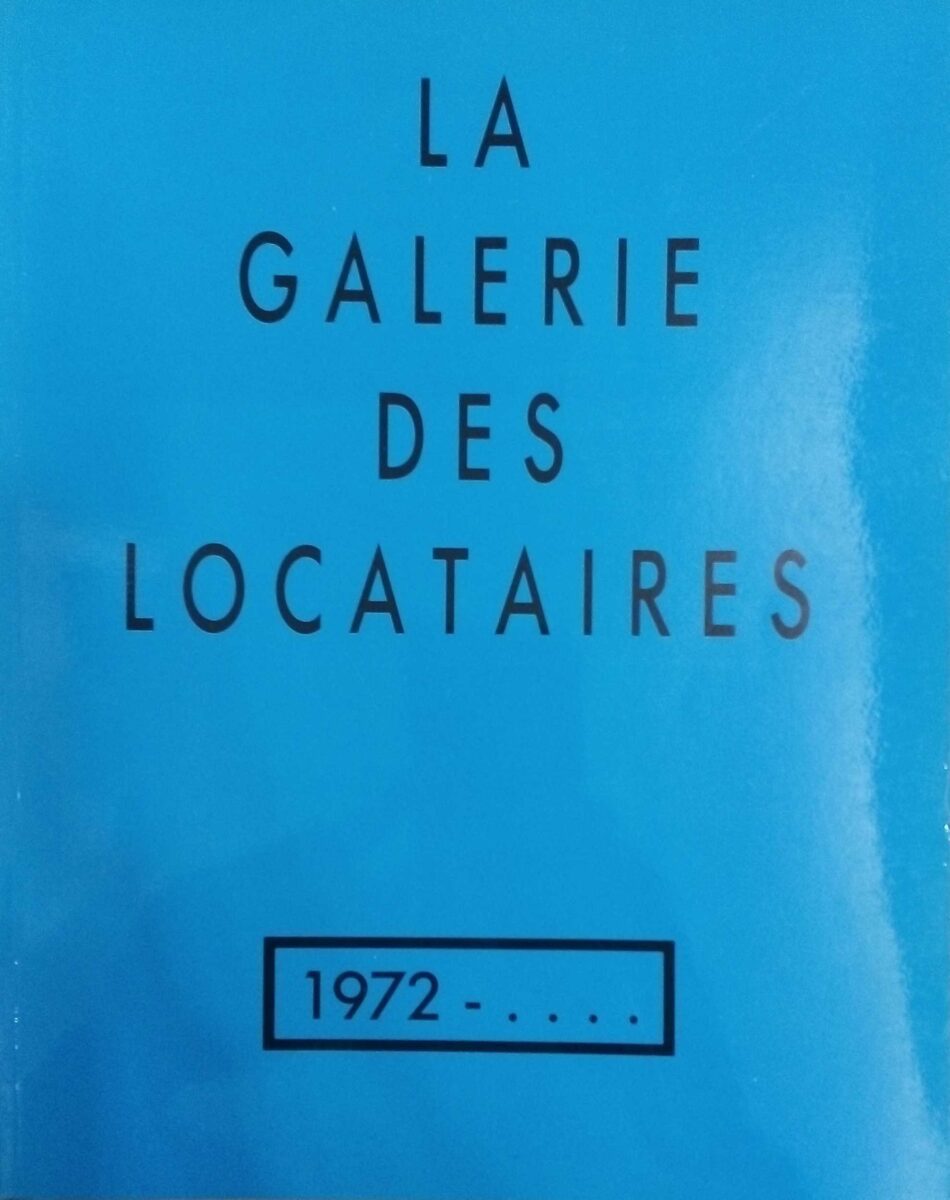 LA
GALERIE
DES
LOCATAIRES
1972 - . . . .